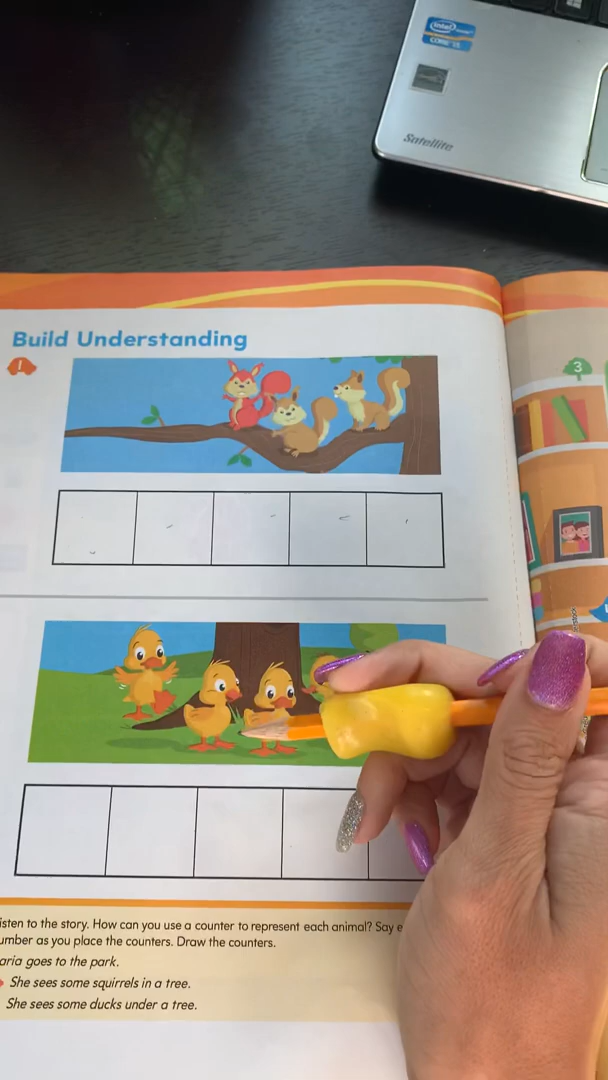 intel
CORE i5
Satellite
Build Understanding
1
3
isten to the story. How can you use a counter to represent each animal? Say e
umber as you place the counters. Draw the counters.
aria goes to the park.
She sees some squirrels in a tree.
She sees some ducks under a tree.